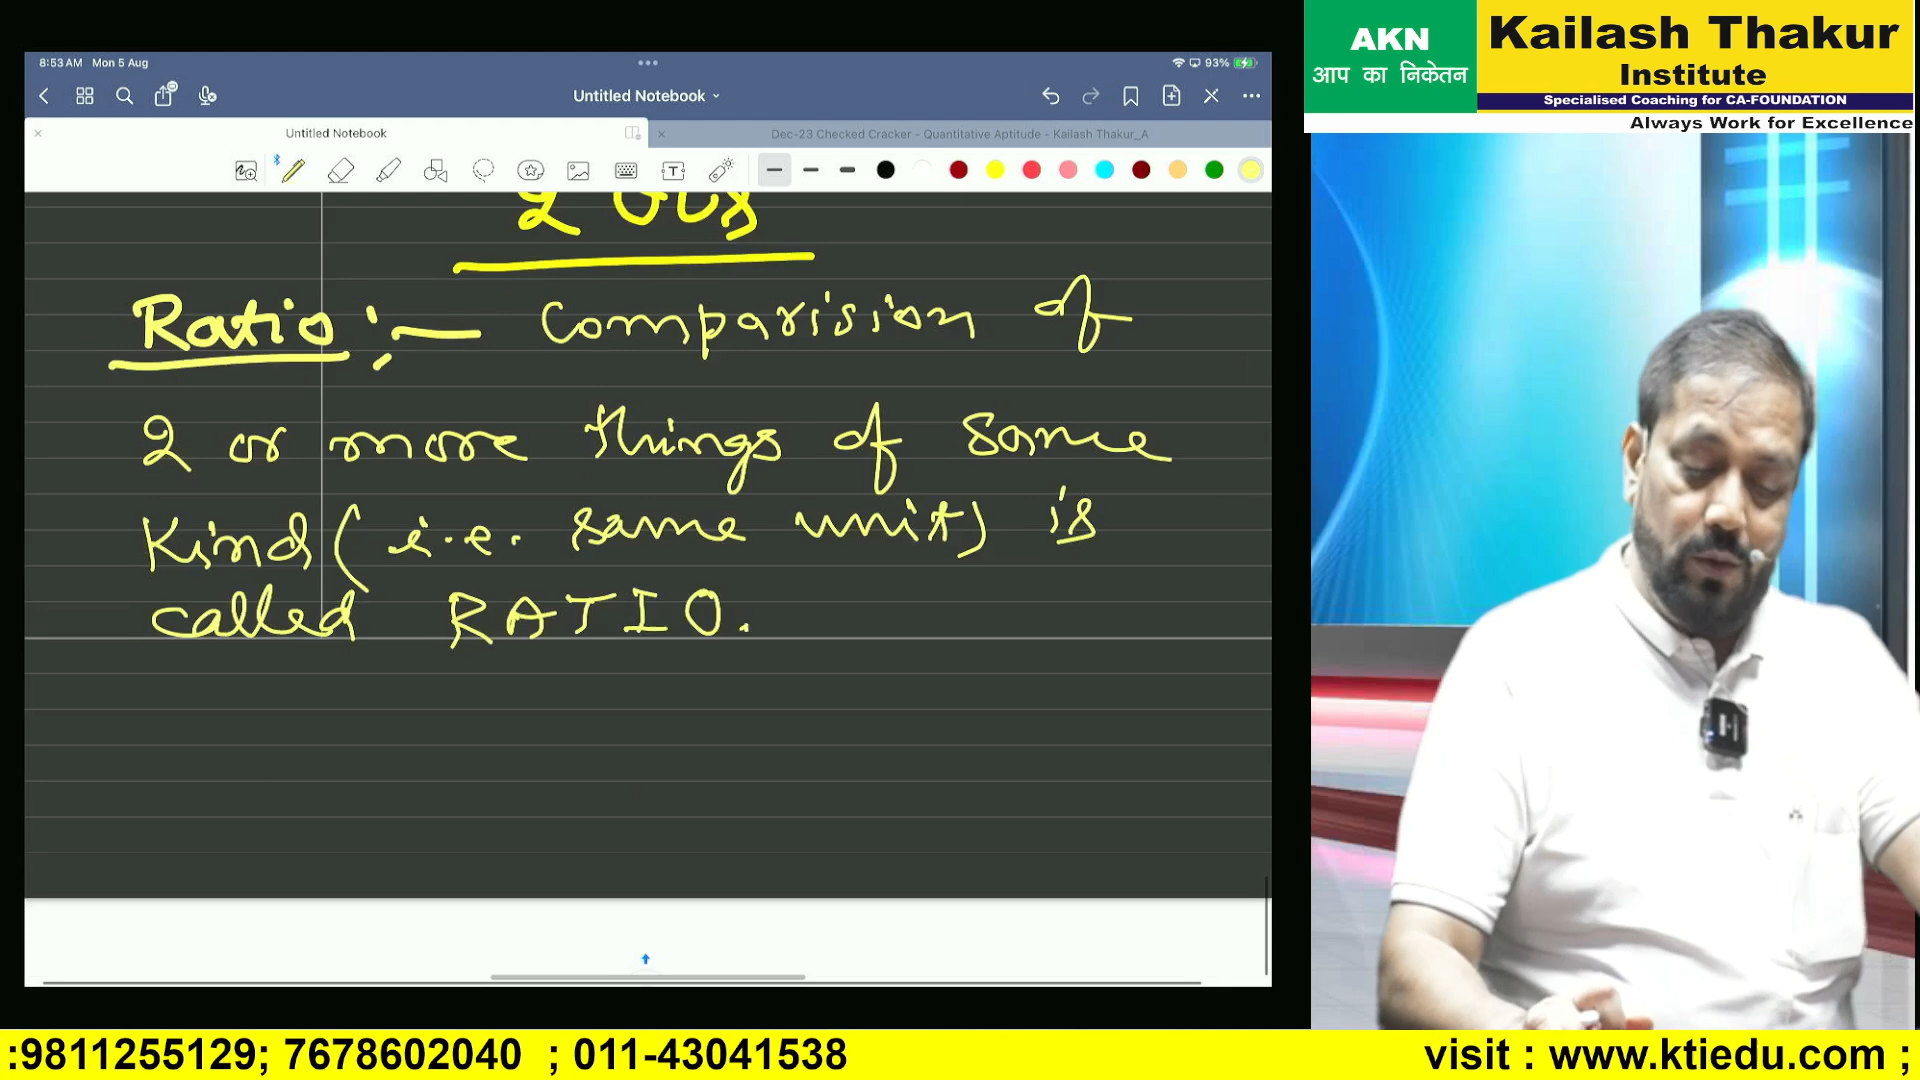 AKN
आप का निकेतन
Kailash Thakur
Institute
Specialised Coaching for CA-FOUNDATION
Always Work for Excellence
8:53 AM Mon 5 Aug
93%
Untitled Notebook
Untitled Notebook
Dec-23 Checked Cracker - Quantitative Aptitude - Kailash Thakur_A
Ratio :— Comparision of
2 or more things of same
Kind (i.e. same unit) is
called RATIO.
:9811255129; 7678602040 ; 011-43041538
visit : www.ktiedu.com ;